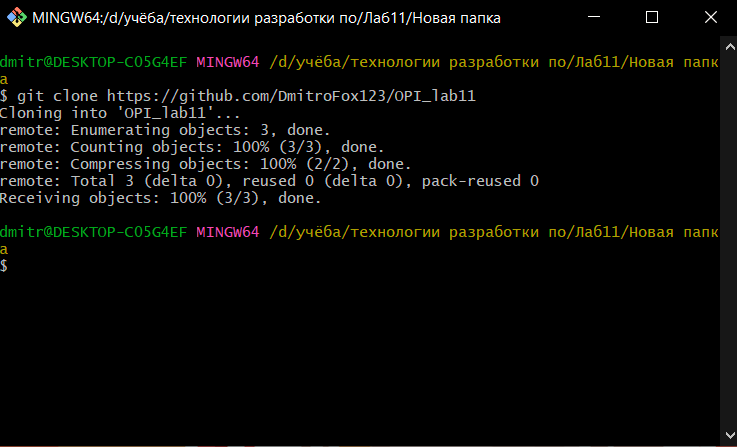 MINGW64:/d/учёба/технологии разработки по/Лаб11/Новая папка
dmitr@DESKTOP-C05G4EF MINGW64 /d/учёба/технологии разработки по/Лаб11/Новая папк
а
$ git clone https://github.com/DmitroFox123/OPI_lab11
Cloning into 'OPI_lab11'...
remote: Enumerating objects: 3, done.
remote: Counting objects: 100% (3/3), done.
remote: Compressing objects: 100% (2/2), done.
remote: Total 3 (delta 0), reused 0 (delta 0), pack-reused 0
Receiving objects: 100% (3/3), done.
dmitr@DESKTOP-C05G4EF MINGW64 /d/учёба/технологии разработки по/Лаб11/Новая папк
а
$